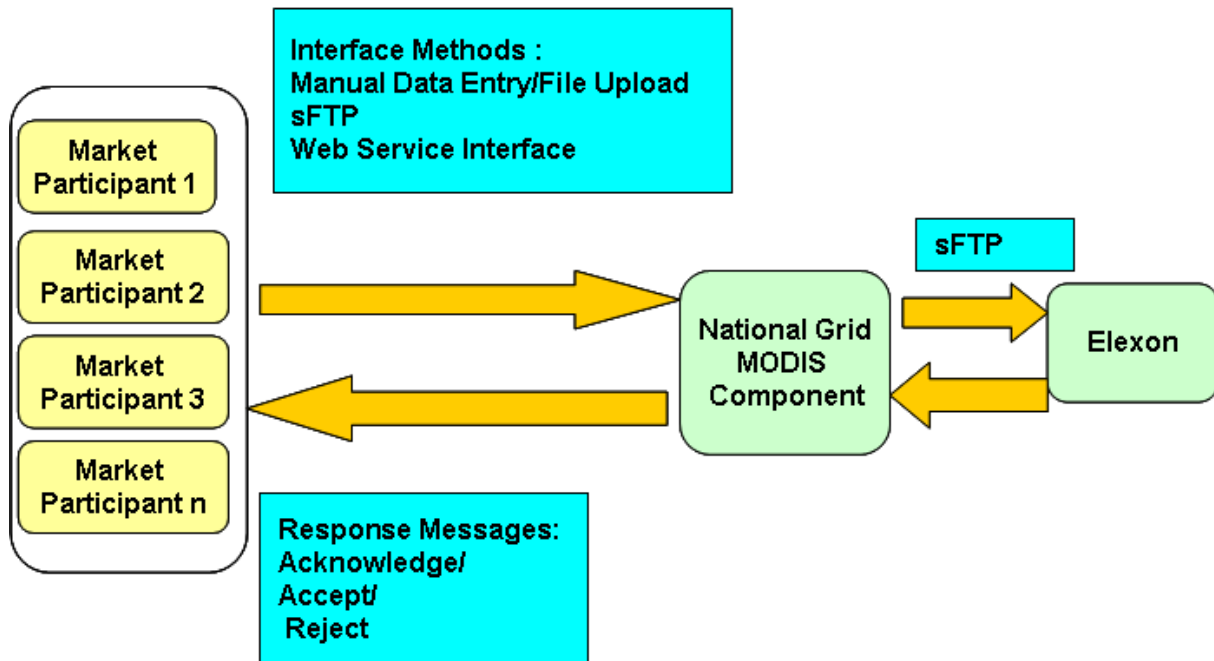 Interface Methods :
Manual Data Entry/File Upload
sFTP
Web Service Interface
Market
Participant 1
Market
Participant 2
Market
Participant 3
Market
Participant n
National Grid
MODIS
Component
sFTP
Elexon
Response Messages:
Acknowledge/
Accept/
Reject